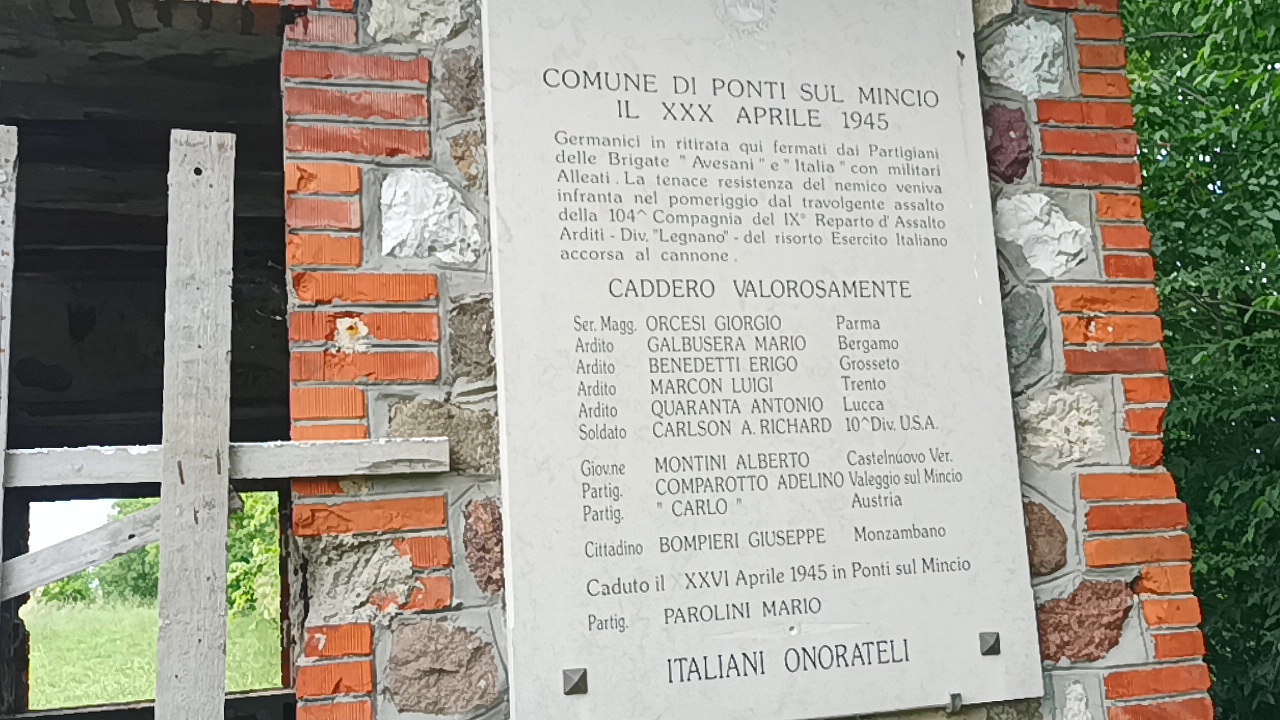 COMUNE DI PONTI SUL MINCIO
IL XXX APRILE 1945
Germanici in ritirata qui fermati dai Partigiani
delle Brigate "Avesani" e "Italia" con militari
Alleati. La tenace resistenza del nemico veniva
infranta nel pomeriggio dal travolgente assalto
della 104^ Compagnia del IX° Reparto d'Assalto
Arditi - Div. "Legnano" - del risorto Esercito Italiano
accorsa al cannone.
CADDERO VALOROSAMENTE
Ser. Magg. ORCESI GIORGIO Parma
Ardito GALBUSERA MARIO Bergamo
Ardito BENEDETTI ERIGO Grosseto
Ardito MARCON LUIGI Trento
Ardito QUARANTA ANTONIO Lucca
Soldato CARLSON A. RICHARD 10^Div. U.S.A.
Giov.ne MONTINI ALBERTO Castelnuovo Ver.
Partig. COMPAROTTO ADELINO Valeggio sul Mincio
Partig. "CARLO" Austria
Cittadino BOMPIERI GIUSEPPE Monzambano
Caduto il XXVI Aprile 1945 in Ponti sul Mincio
Partig. PAROLINI MARIO
ITALIANI ONORATELI